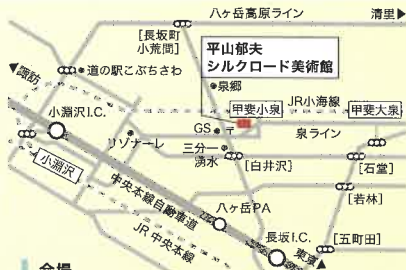 八ヶ岳高原ライン
清里▶
[長坂町
小荒間]
平山郁夫
シルクロード美術館
◀諏訪
道の駅こぶちさわ
泉郷
JR小海線
甲斐小泉
甲斐大泉
小淵沢I.C.
GS
〒
泉ライン
リゾナーレ
三分一
湧水
[白井沢]
[石堂]
小淵沢
[若林]
中央本線自動車道
八ヶ岳PA
JR 中央本線
長坂I.C.
[五町田]
東京▶
会場